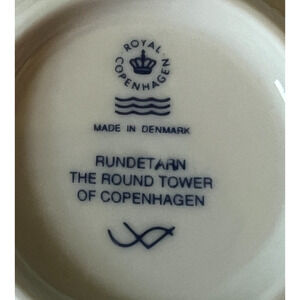 ROYAL
COPENHAGEN
MADE IN DENMARK
RUNDETARN
THE ROUND TOWER
OF COPENHAGEN